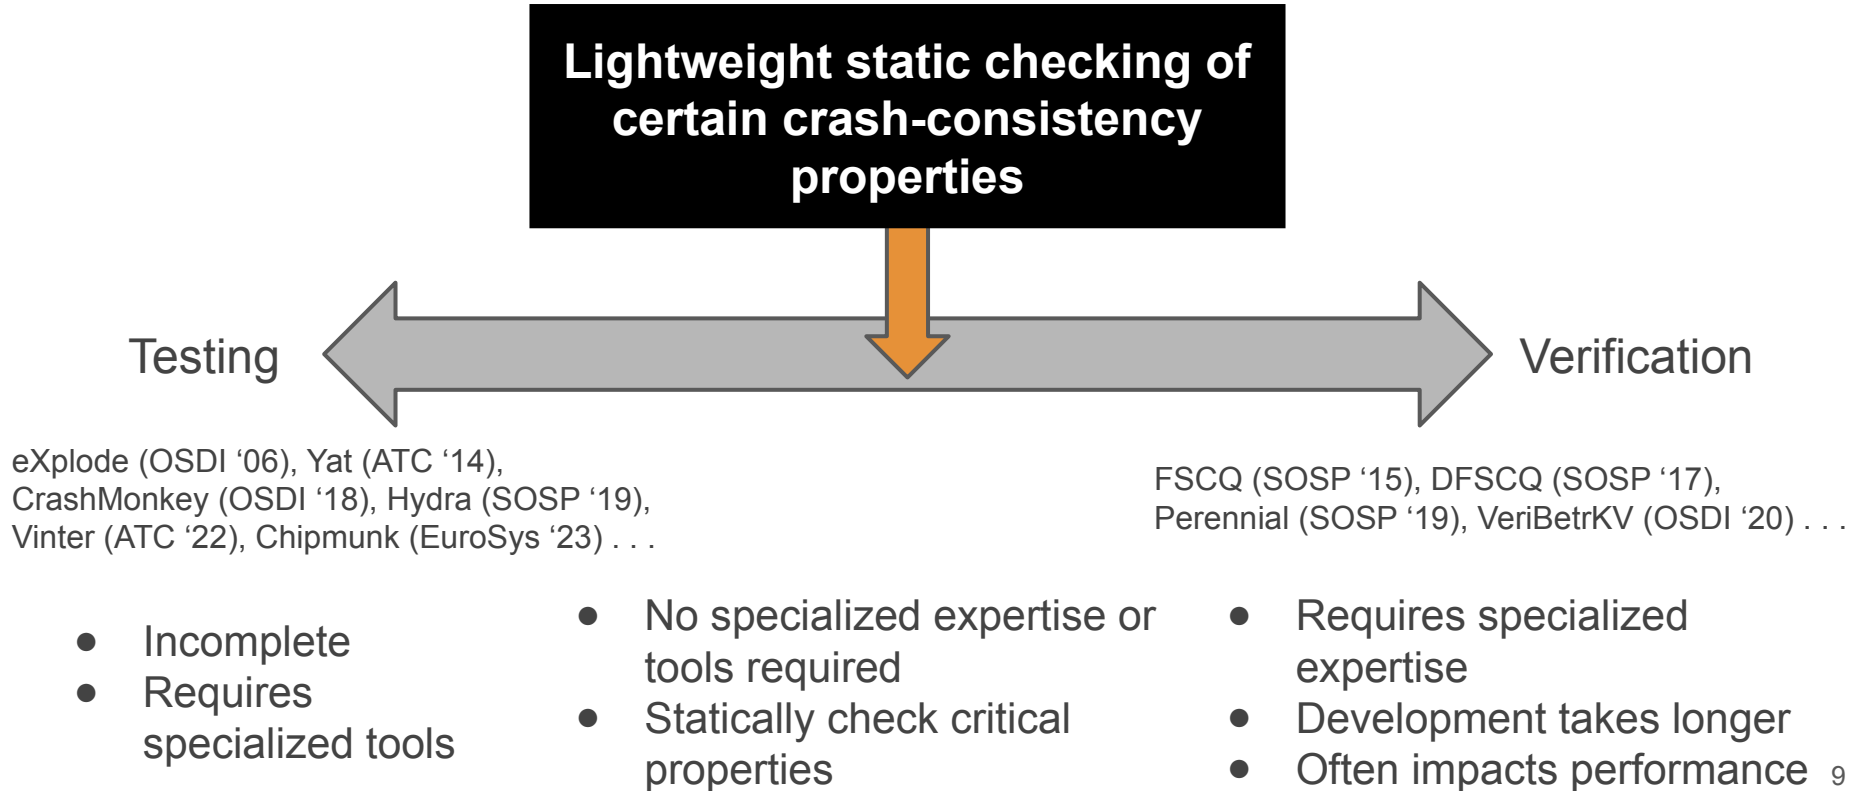 Lightweight static checking of
certain crash-consistency
properties
Testing
Verification
eXplode (OSDI ‘06), Yat (ATC ‘14),
CrashMonkey (OSDI ‘18), Hydra (SOSP ‘19),
Vinter (ATC ‘22), Chipmunk (EuroSys ‘23) . . .
FSCQ (SOSP ‘15), DFSCQ (SOSP ‘17),
Perennial (SOSP ‘19), VeriBetrKV (OSDI ‘20) . . .
● Incomplete
● Requires
specialized tools
● No specialized expertise or
tools required
● Statically check critical
properties
● Requires specialized
expertise
● Development takes longer
● Often impacts performance
9